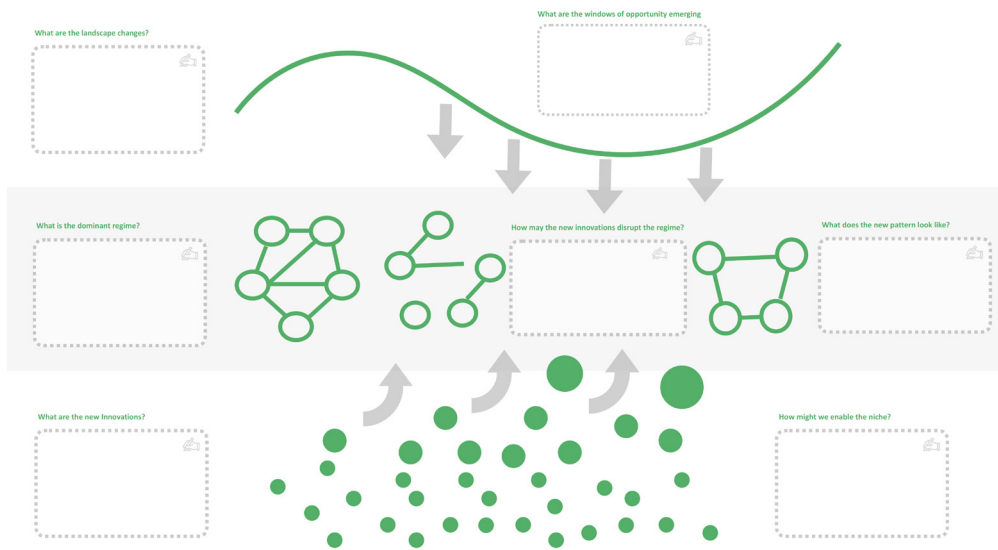 What are the windows of opportunity emerging
What are the landscape changes?
What is the dominant regime?
How may the new innovations disrupt the regime?
What does the new pattern look like?
What are the new Innovations?
How might we enable the niche?